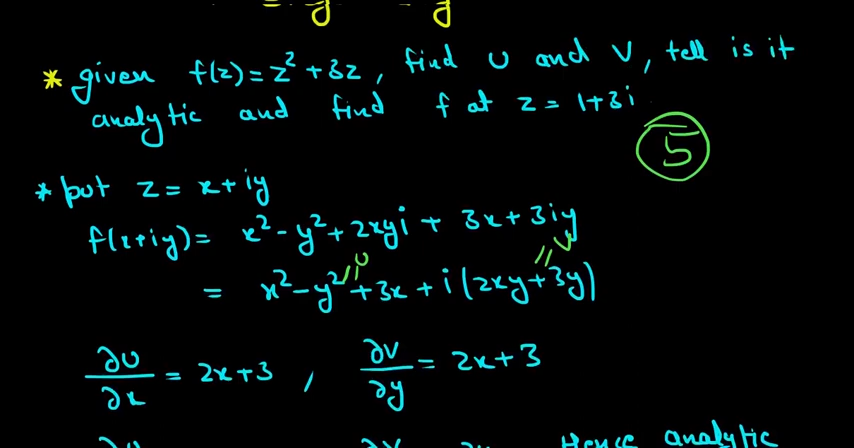 * given f(z) = z² + 3z, find U and V, tell is it
analytic and find f at z = 1+3i
5
* put z = x + iy
f(x+iy) = x² - y² + 2xyi + 3x + 3iy
U V
= x² - y² + 3x + i(2xy + 3y)
∂U/∂x = 2x+3 , ∂V/∂y = 2x+3
Hence analytic